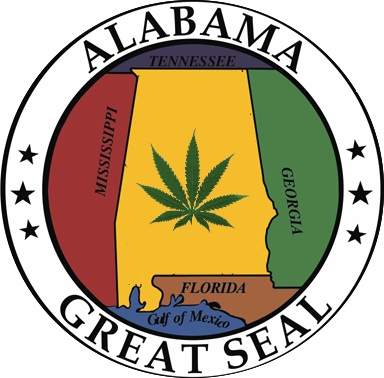 ALABAMA
TENNESSEE
MISSISSIPPI
GEORGIA
FLORIDA
Gulf of Mexico
GREAT SEAL